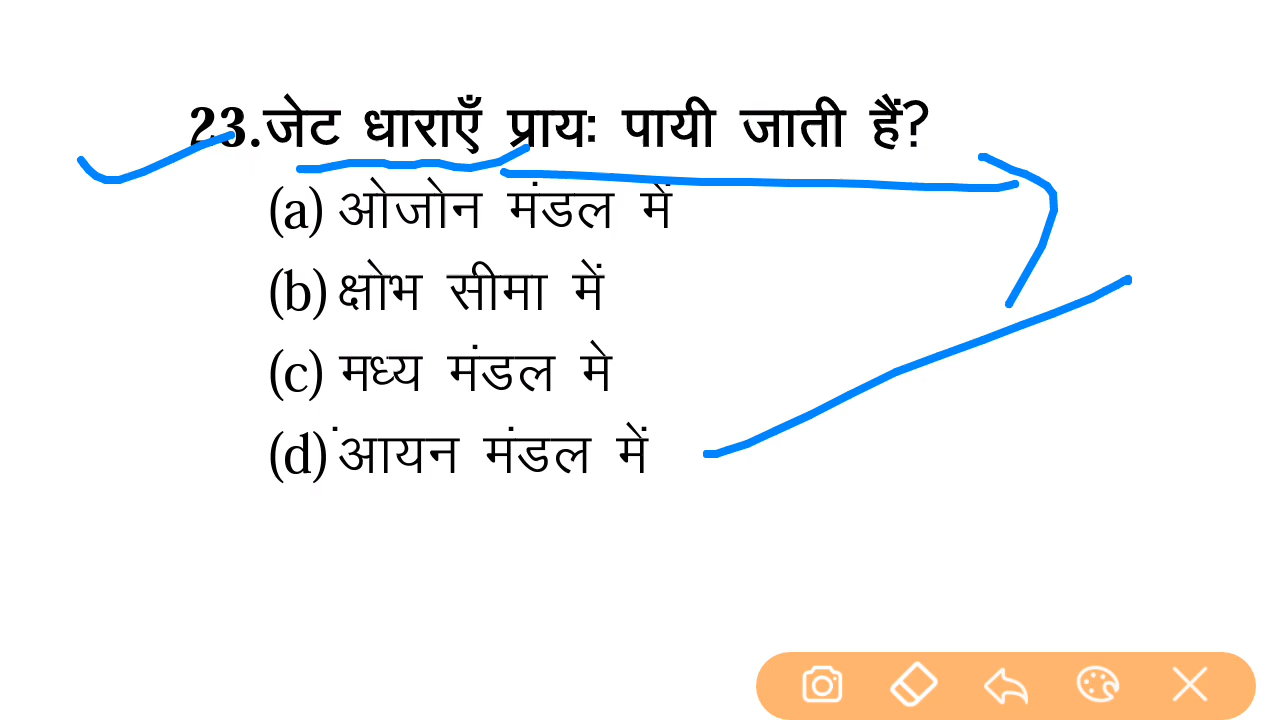 23.जेट धाराएँ प्रायः पायी जाती हैं?
(a) ओजोन मंडल में
(b) क्षोभ सीमा में
(c) मध्य मंडल मे
(d) ंआयन मंडल में